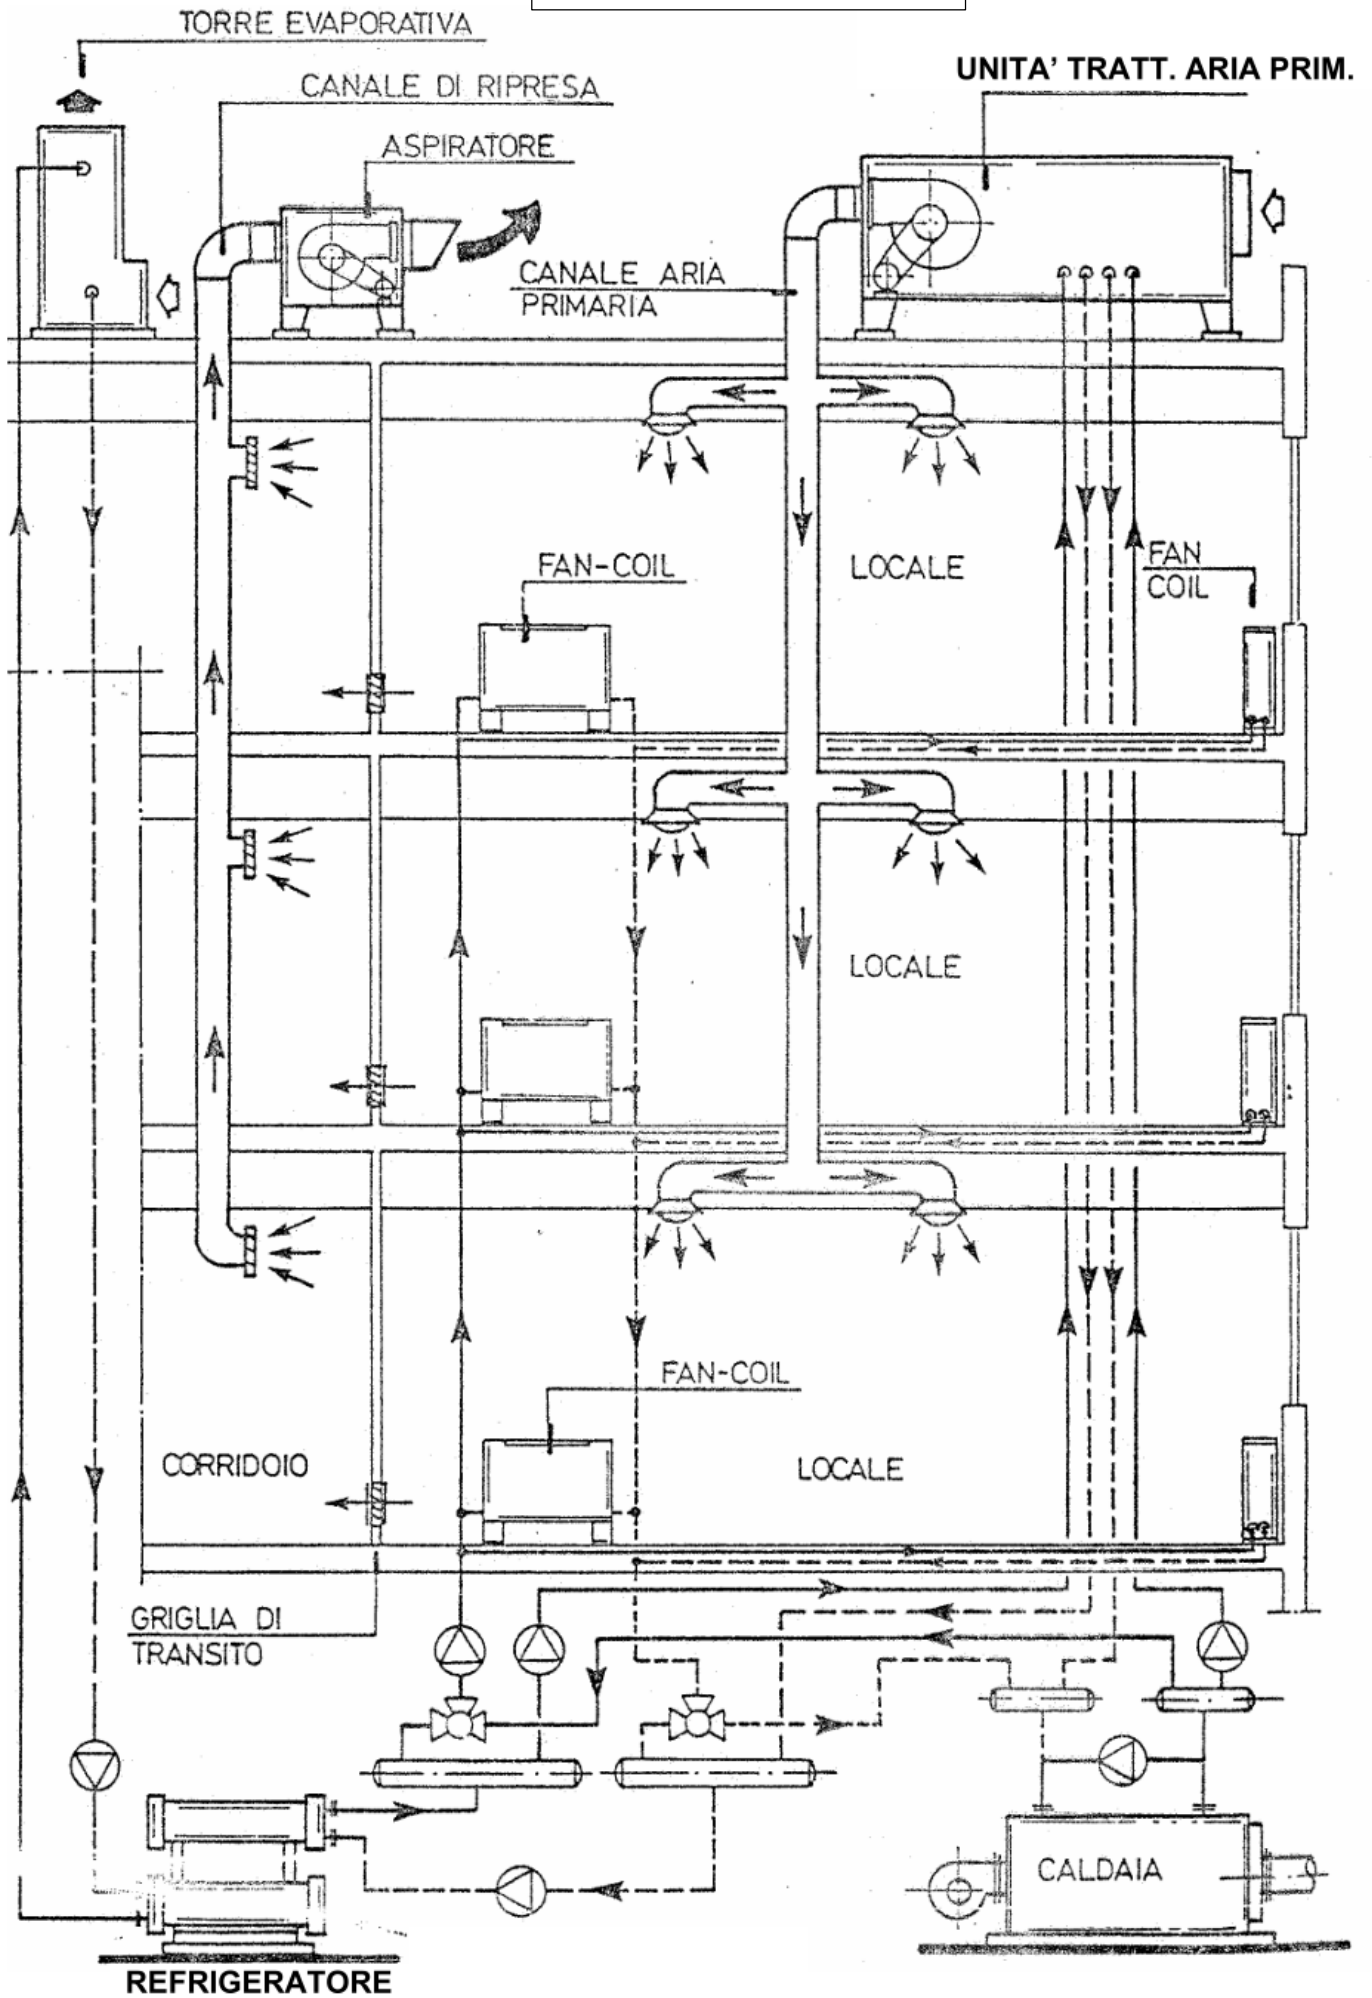 TORRE EVAPORATIVA
UNITA' TRATT. ARIA PRIM.
CANALE DI RIPRESA
ASPIRATORE
CANALE ARIA
PRIMARIA
FAN-COIL
LOCALE
FAN
COIL
LOCALE
FAN-COIL
CORRIDOIO
LOCALE
GRIGLIA DI
TRANSITO
CALDAIA
REFRIGERATORE